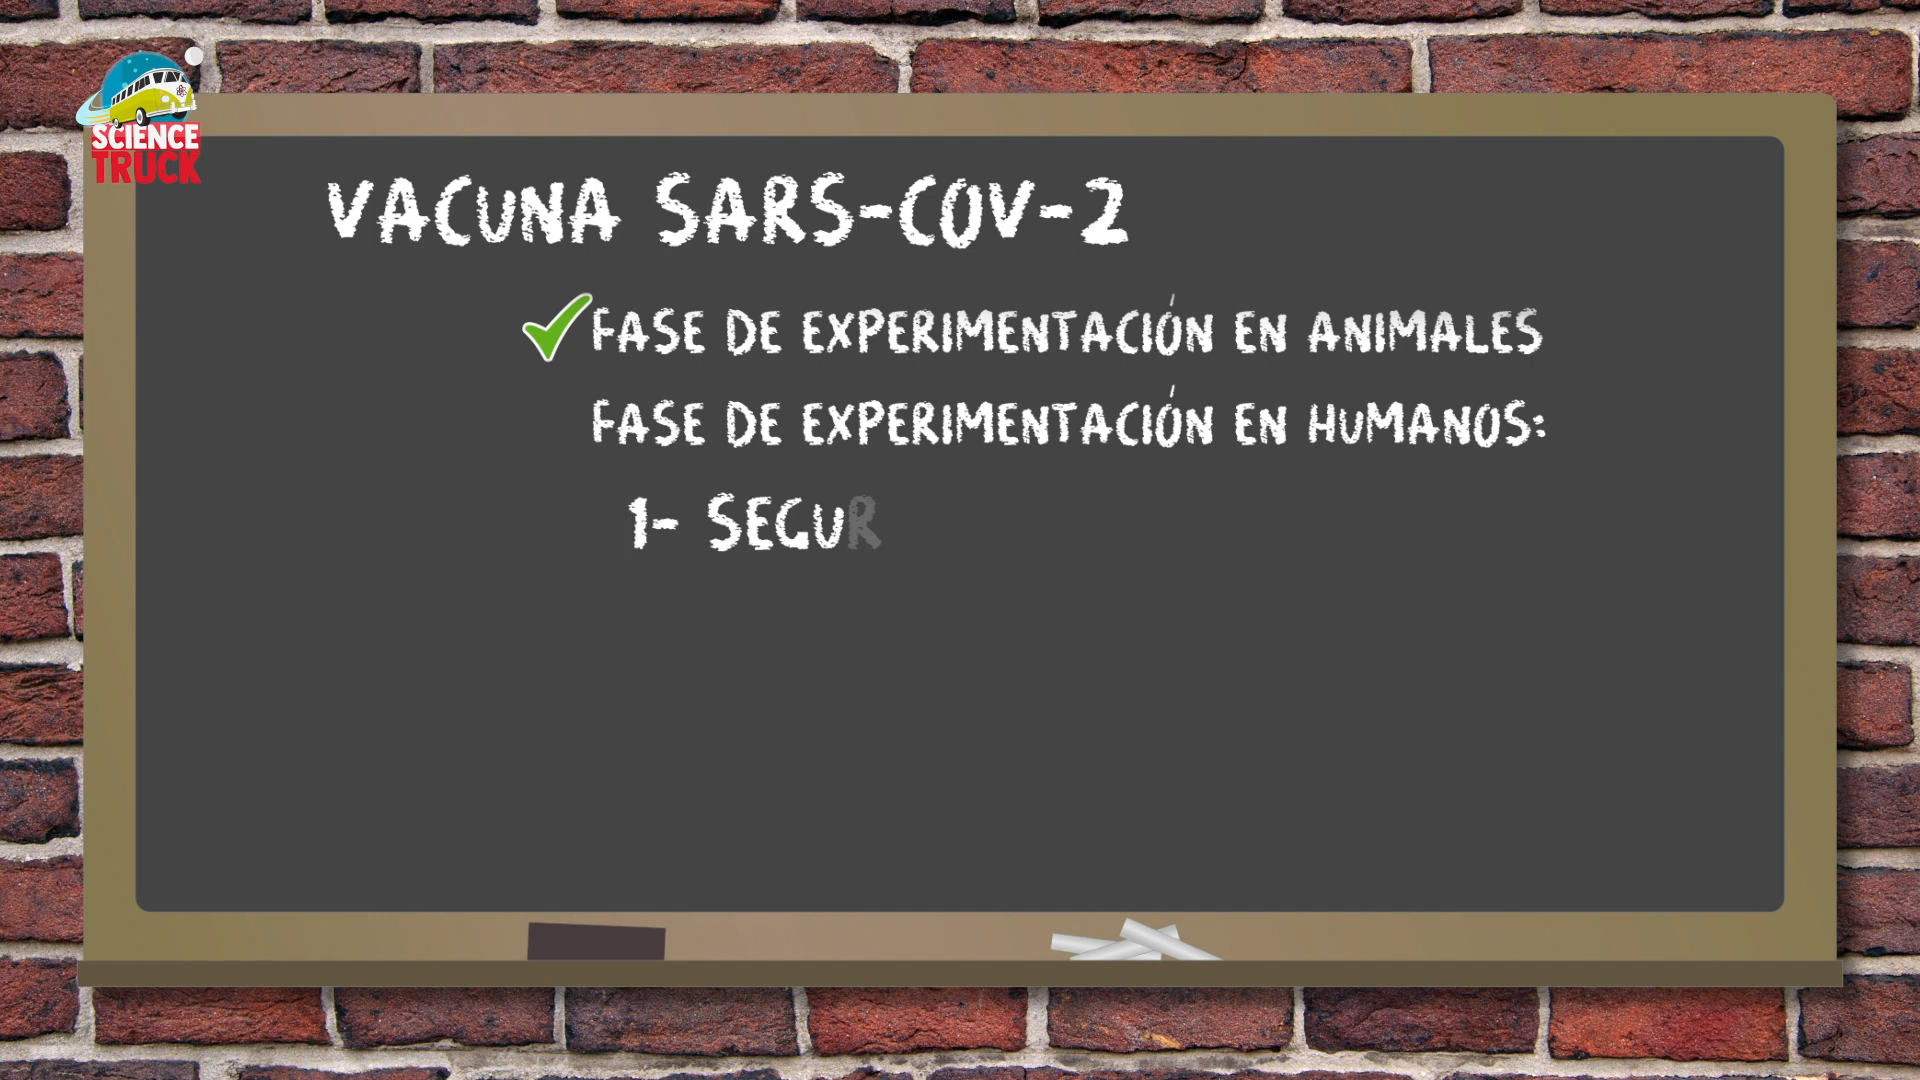 SCIENCE
TRUCK
VACUNA SARS-COV-2
FASE DE EXPERIMENTACIÓN EN ANIMALES
FASE DE EXPERIMENTACIÓN EN HUMANOS:
1- SEGUR